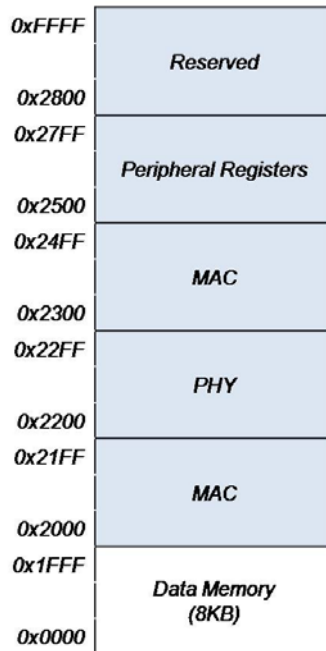 0xFFFF
Reserved
0x2800
0x27FF
Peripheral Registers
0x2500
0x24FF
MAC
0x2300
0x22FF
PHY
0x2200
0x21FF
MAC
0x2000
0x1FFF
Data Memory
(8KB)
0x0000